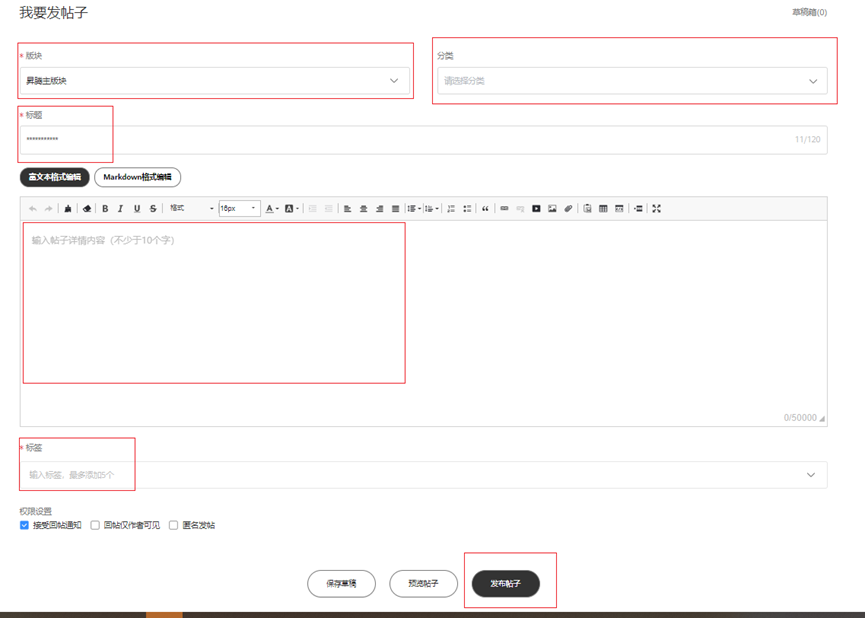 我要发帖子
草稿箱(0)
* 版块
分类
昇腾主版块
请选择分类
* 标题
***********
11/120
富文本格式编辑
Markdown格式编辑
B I U S 格式 16px A A
输入帖子详情内容（不少于10个字）
0/50000
* 标签
输入标签，最多添加5个
权限设置
接受回帖通知 回帖仅作者可见 匿名发帖
保存草稿
预览帖子
发布帖子